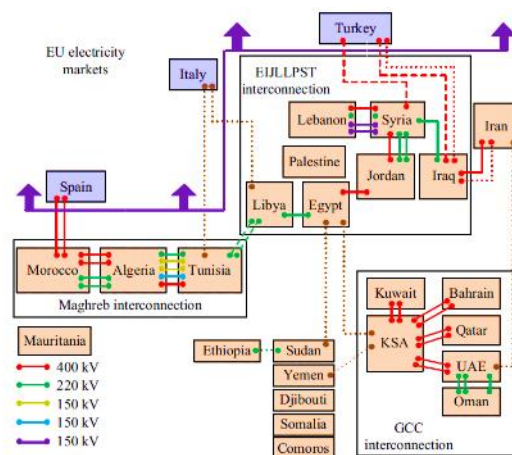 EU electricity
markets
Turkey
Italy
EIJLLPST
interconnection
Lebanon
Syria
Iran
Palestine
Jordan
Iraq
Spain
Libya
Egypt
Morocco
Algeria
Tunisia
Maghreb interconnection
Kuwait
Bahrain
Mauritania
KSA
Qatar
Ethiopia
Sudan
UAE
Yemen
Oman
Djibouti
Somalia
Comoros
GCC
interconnection
400 kV
220 kV
150 kV
150 kV
150 kV